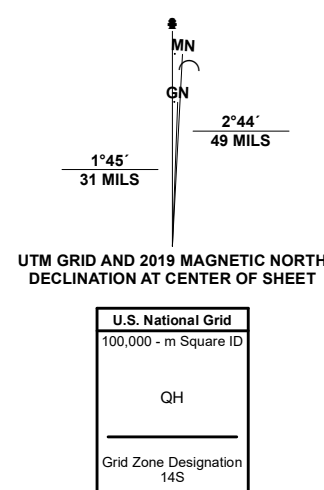 MN
GN
2°44´
49 MILS
1°45´
31 MILS
UTM GRID AND 2019 MAGNETIC NORTH
DECLINATION AT CENTER OF SHEET
U.S. National Grid
100,000 - m Square ID
QH
Grid Zone Designation
14S